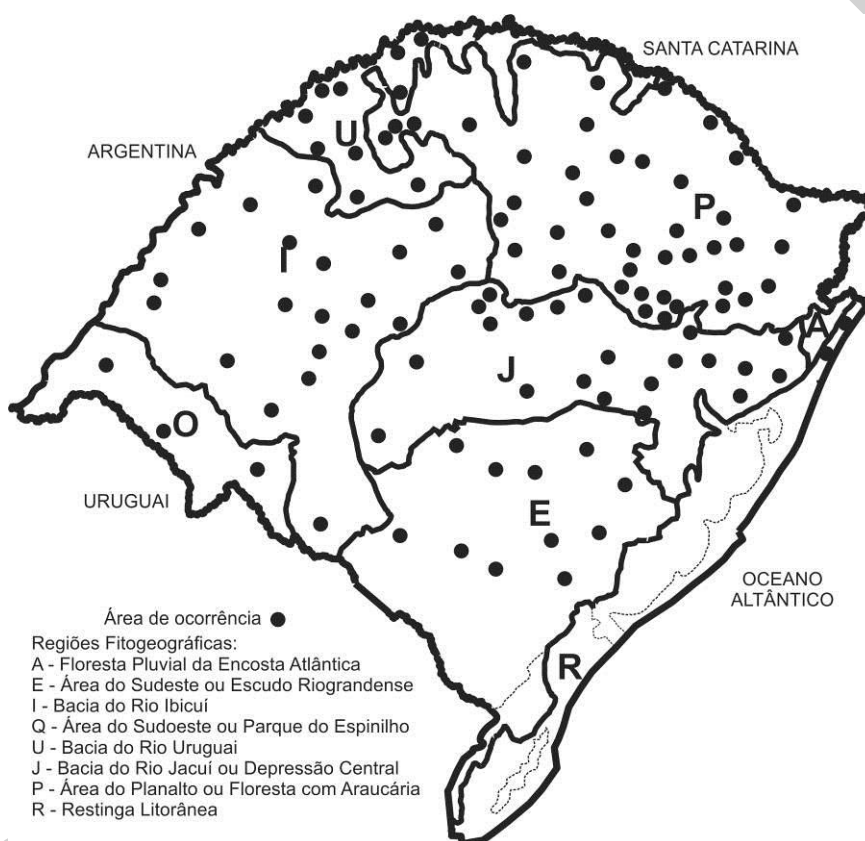 SANTA CATARINA
ARGENTINA
U
P
I
A
J
O
URUGUAI
E
OCEANO
ALTÂNTICO
R
Área de ocorrência
Regiões Fitogeográficas:
A - Floresta Pluvial da Encosta Atlântica
E - Área do Sudeste ou Escudo Riograndense
I - Bacia do Rio Ibicuí
Q - Área do Sudoeste ou Parque do Espinilho
U - Bacia do Rio Uruguai
J - Bacia do Rio Jacuí ou Depressão Central
P - Área do Planalto ou Floresta com Araucária
R - Restinga Litorânea